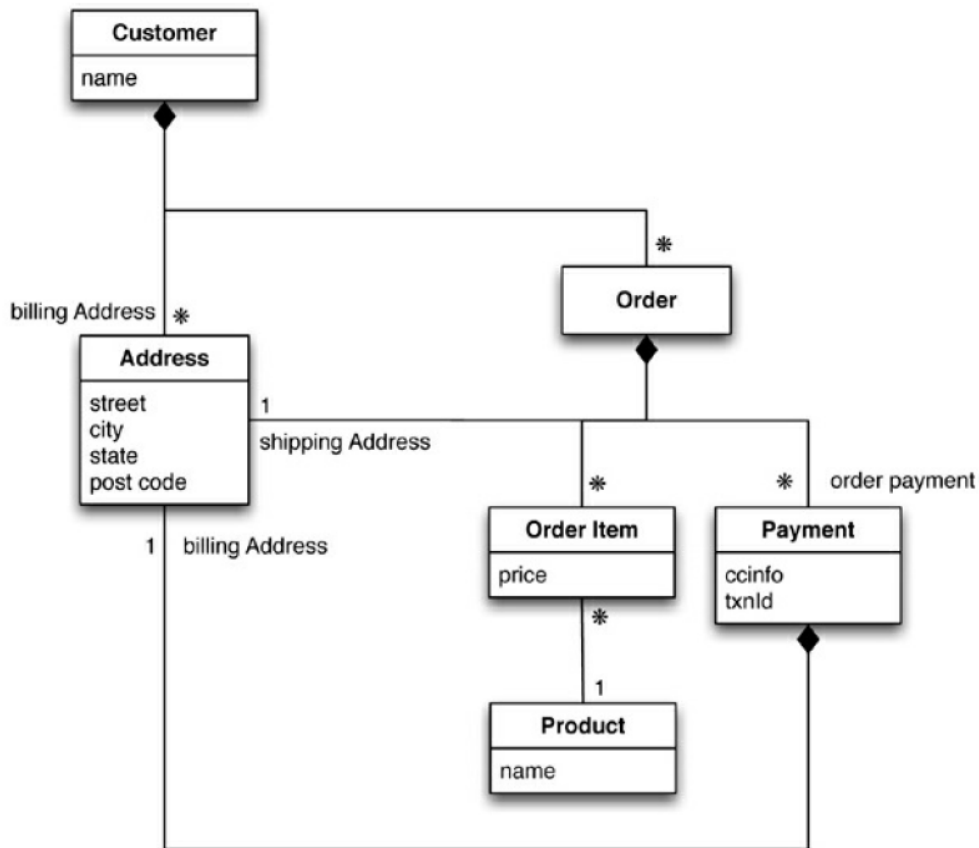 Customer
name
*
Order
billing Address *
Address
street
city
state
post code
1
shipping Address
*
* order payment
Order Item
price
Payment
ccinfo
txnId
1 billing Address
*
1
Product
name